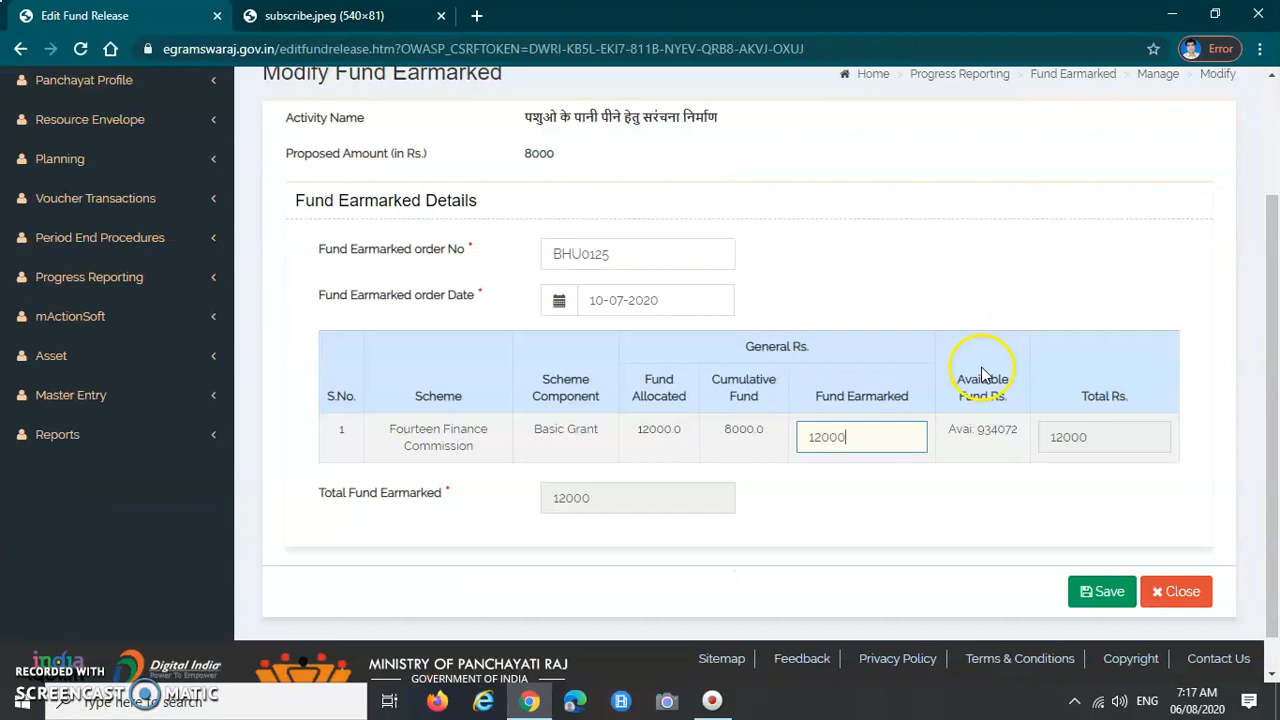 Edit Fund Release
subscribe.jpeg (540×81)
egramswaraj.gov.in/editfundrelease.htm?OWASP_CSRFTOKEN=DWRI-KB5L-EKI7-811B-NYEV-QRB8-AKVJ-OXUJ
Error
Panchayat Profile
Resource Envelope
Planning
Voucher Transactions
Period End Procedures
Progress Reporting
mActionSoft
Asset
Master Entry
Reports
Modify Fund Earmarked
Home > Progress Reporting > Fund Earmarked > Manage > Modify
Activity Name पशुओ के पानी पीने हेतु सरंचना निर्माण
Proposed Amount (in Rs.) 8000
Fund Earmarked Details
Fund Earmarked order No * BHU0125
Fund Earmarked order Date * 10-07-2020
General Rs.
S.No. Scheme Scheme Component Fund Allocated Cumulative Fund Fund Earmarked Available Fund Rs. Total Rs.
1 Fourteen Finance Commission Basic Grant 12000.0 8000.0 12000 Avai: 934072 12000
Total Fund Earmarked * 12000
Save Close
india
Digital India
Power To Empower
MINISTRY OF PANCHAYATI RAJ
GOVERNMENT OF INDIA
Sitemap Feedback Privacy Policy Terms & Conditions Copyright Contact Us
RECORDED WITH
SCREENCAST MATIC
Type here to search
ENG
7:17 AM
06/08/2020